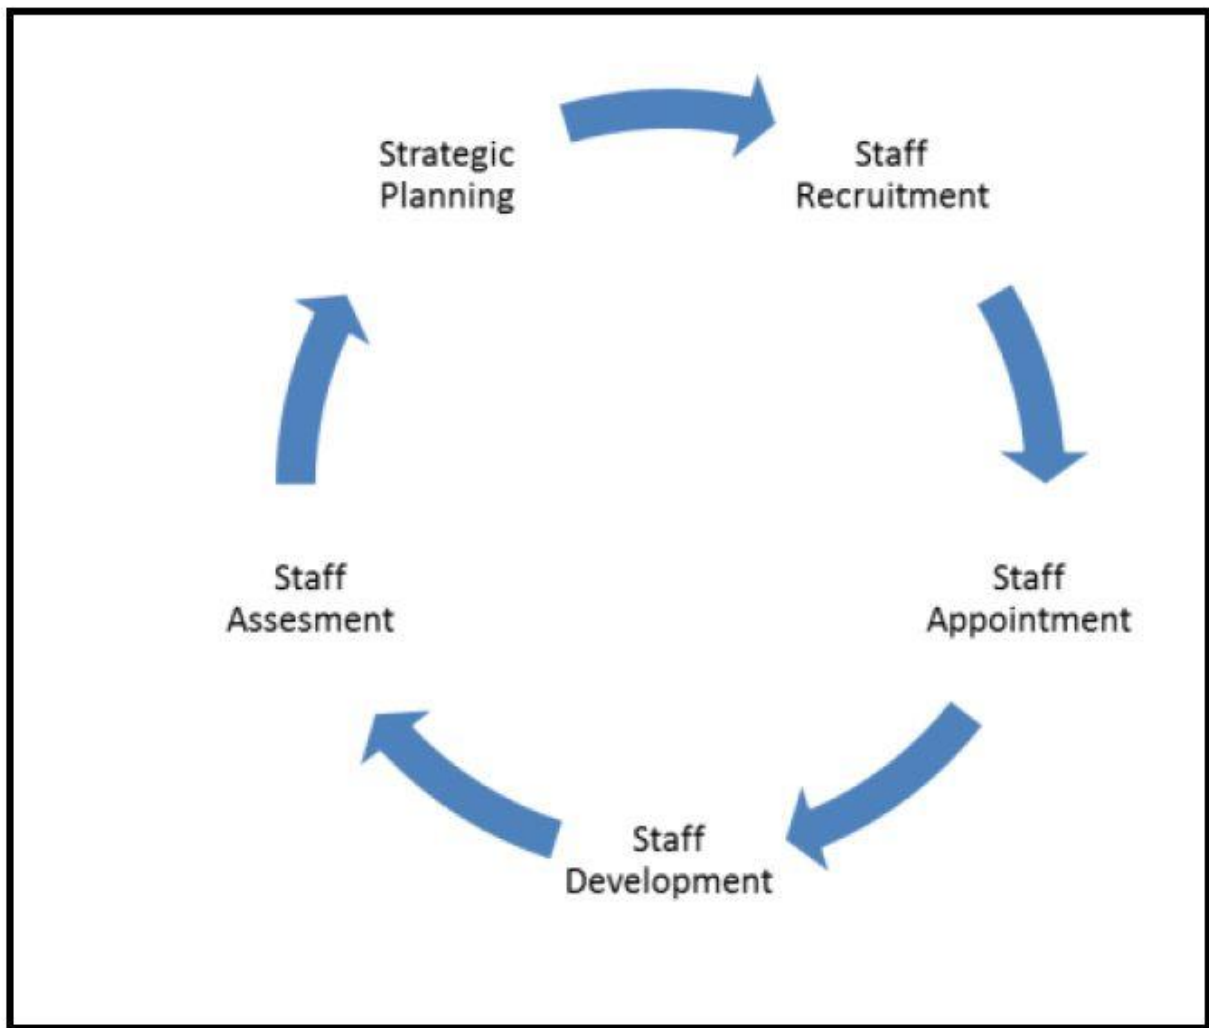 Strategic
Planning
Staff
Recruitment
Staff
Appointment
Staff
Development
Staff
Assesment